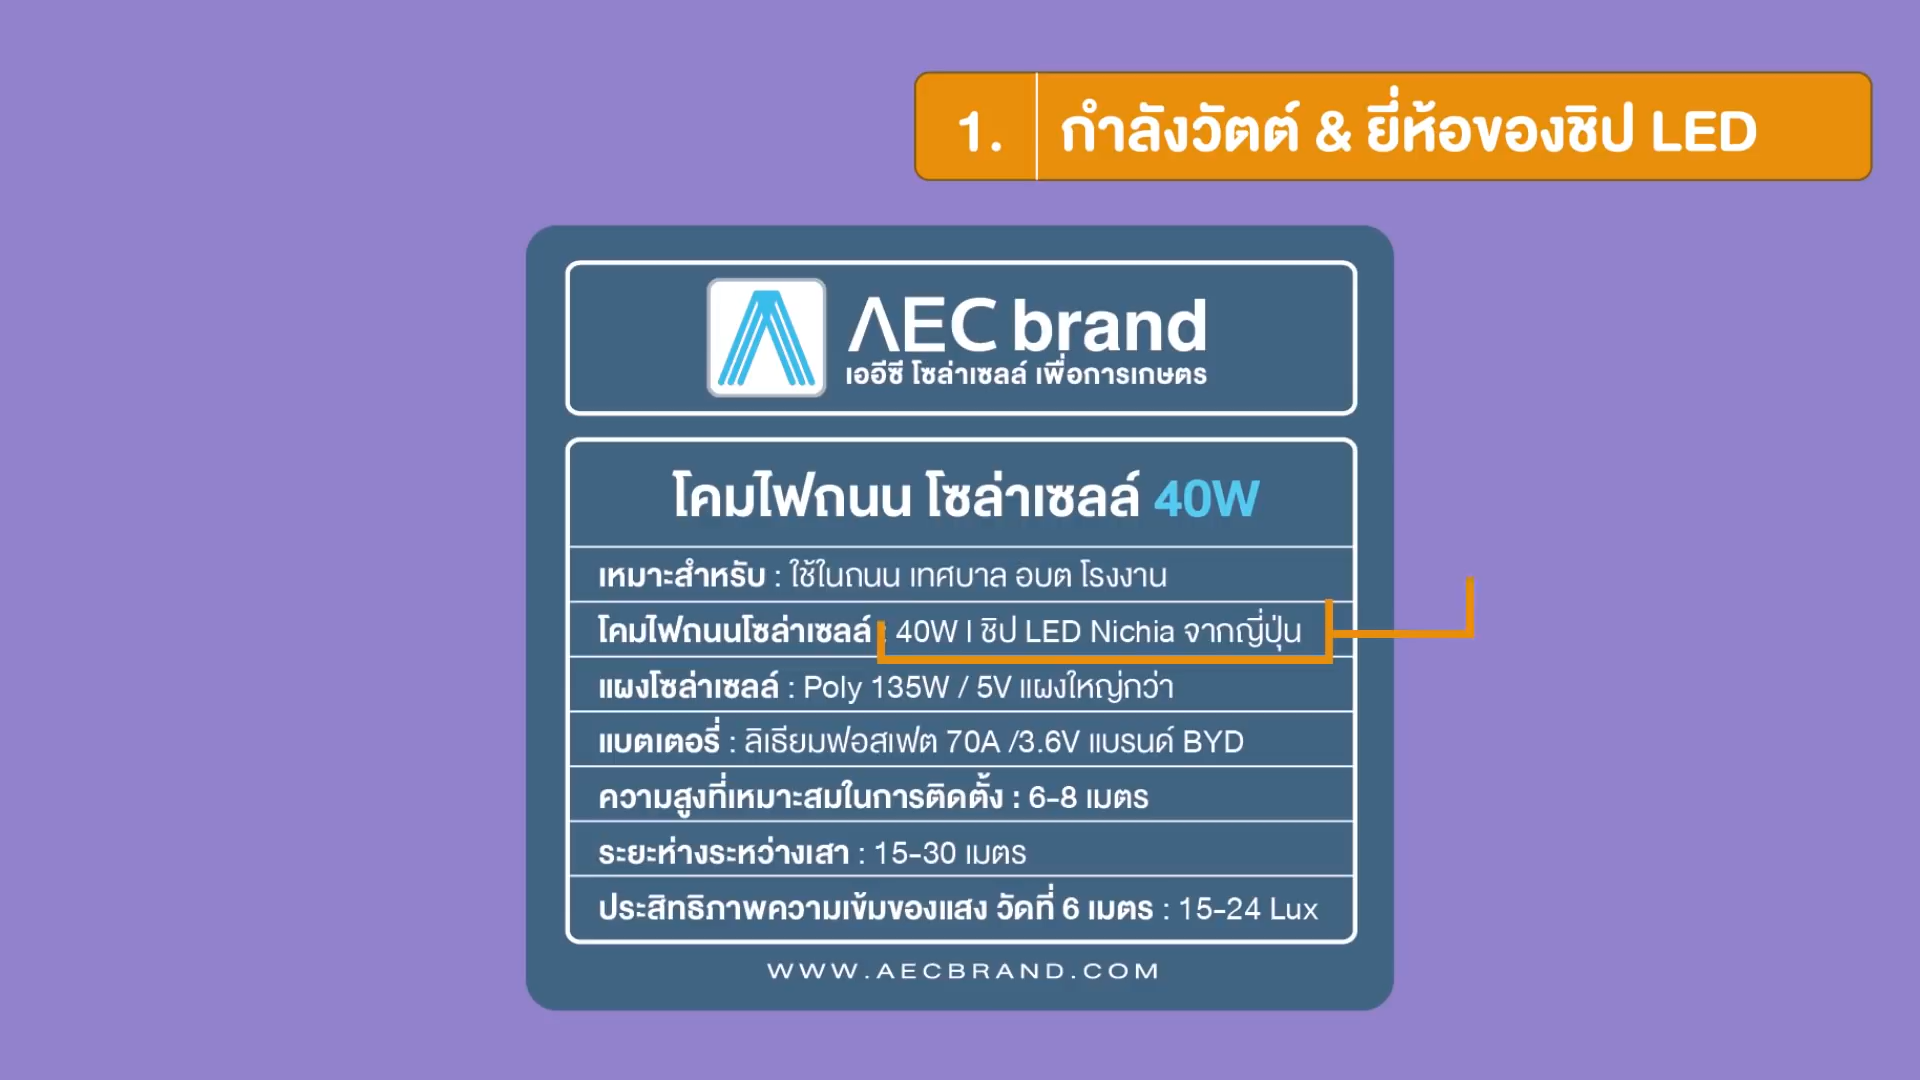 1. กำลังวัตต์ & ยี่ห้อของชิป LED
AEC brand
เออีซี โซล่าเซลล์ เพื่อการเกษตร
โคมไฟถนน โซล่าเซลล์ 40W
เหมาะสำหรับ : ใช้ในถนน เทศบาล อบต โรงงาน
โคมไฟถนนโซล่าเซลล์ : 40W l ชิป LED Nichia จากญี่ปุ่น
แผงโซล่าเซลล์ : Poly 135W / 5V แผงใหญ่กว่า
แบตเตอรี่ : ลิเธียมฟอสเฟต 70A /3.6V แบรนด์ BYD
ความสูงที่เหมาะสมในการติดตั้ง : 6-8 เมตร
ระยะห่างระหว่างเสา : 15-30 เมตร
ประสิทธิภาพความเข้มของแสง วัดที่ 6 เมตร : 15-24 Lux
WWW.AECBRAND.COM